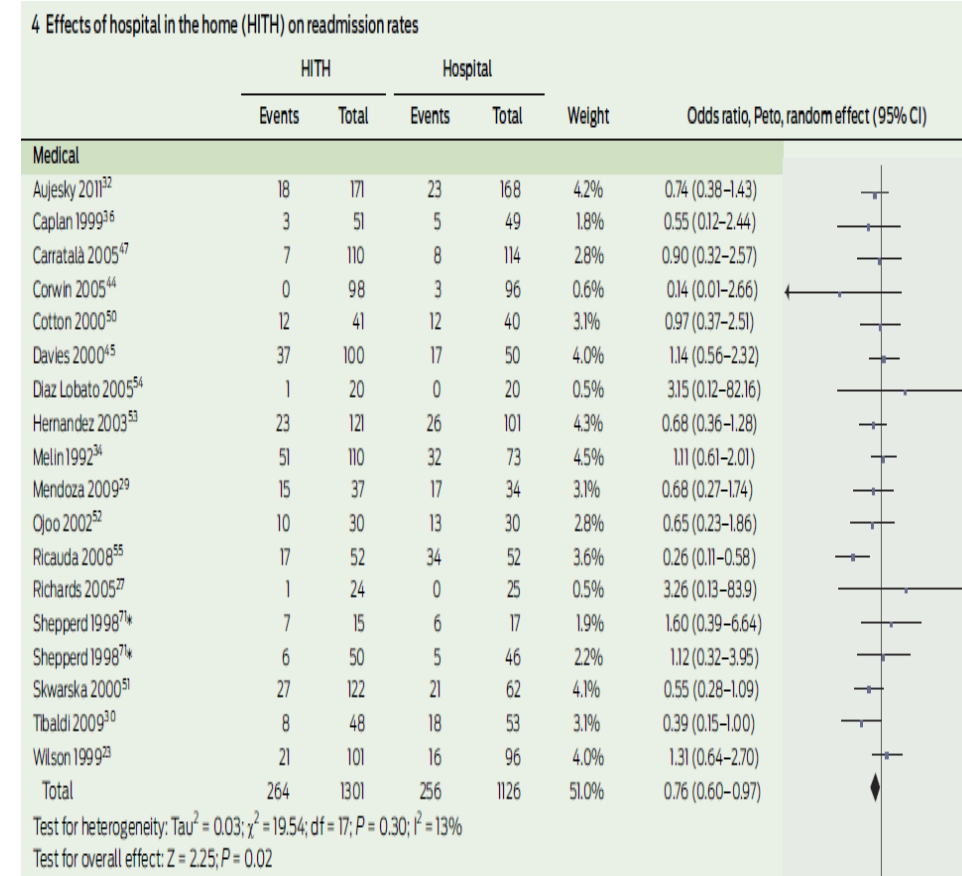 4 Effects of hospital in the home (HITH) on readmission rates
HITH Hospital
Events Total Events Total Weight Odds ratio, Peto, random effect (95% CI)
Medical
Aujesky 2011³² 18 171 23 168 4.2% 0.74 (0.38–1.43)
Caplan 1999³⁶ 3 51 5 49 1.8% 0.55 (0.12–2.44)
Carratalà 2005⁴⁷ 7 110 8 114 2.8% 0.90 (0.32–2.57)
Corwin 2005⁴⁴ 0 98 3 96 0.6% 0.14 (0.01–2.66)
Cotton 2000⁵⁰ 12 41 12 40 3.1% 0.97 (0.37–2.51)
Davies 2000⁴⁵ 37 100 17 50 4.0% 1.14 (0.56–2.32)
Diaz Lobato 2005⁵⁴ 1 20 0 20 0.5% 3.15 (0.12–82.16)
Hernandez 2003⁵³ 23 121 26 101 4.3% 0.68 (0.36–1.28)
Melin 1992³⁴ 51 110 32 73 4.5% 1.11 (0.61–2.01)
Mendoza 2009²⁹ 15 37 17 34 3.1% 0.68 (0.27–1.74)
Ojoo 2002⁵² 10 30 13 30 2.8% 0.65 (0.23–1.86)
Ricauda 2008⁵⁵ 17 52 34 52 3.6% 0.26 (0.11–0.58)
Richards 2005²⁷ 1 24 0 25 0.5% 3.26 (0.13–83.9)
Shepperd 1998⁷¹* 7 15 6 17 1.9% 1.60 (0.39–6.64)
Shepperd 1998⁷¹* 6 50 5 46 2.2% 1.12 (0.32–3.95)
Skwarska 2000⁵¹ 27 122 21 62 4.1% 0.55 (0.28–1.09)
Tibaldi 2009³⁰ 8 48 18 53 3.1% 0.39 (0.15–1.00)
Wilson 1999²³ 21 101 16 96 4.0% 1.31 (0.64–2.70)
Total 264 1301 256 1126 51.0% 0.76 (0.60–0.97)
Test for heterogeneity: Tau² = 0.03; χ² = 19.54; df = 17; P = 0.30; I² = 13%
Test for overall effect: Z = 2.25; P = 0.02